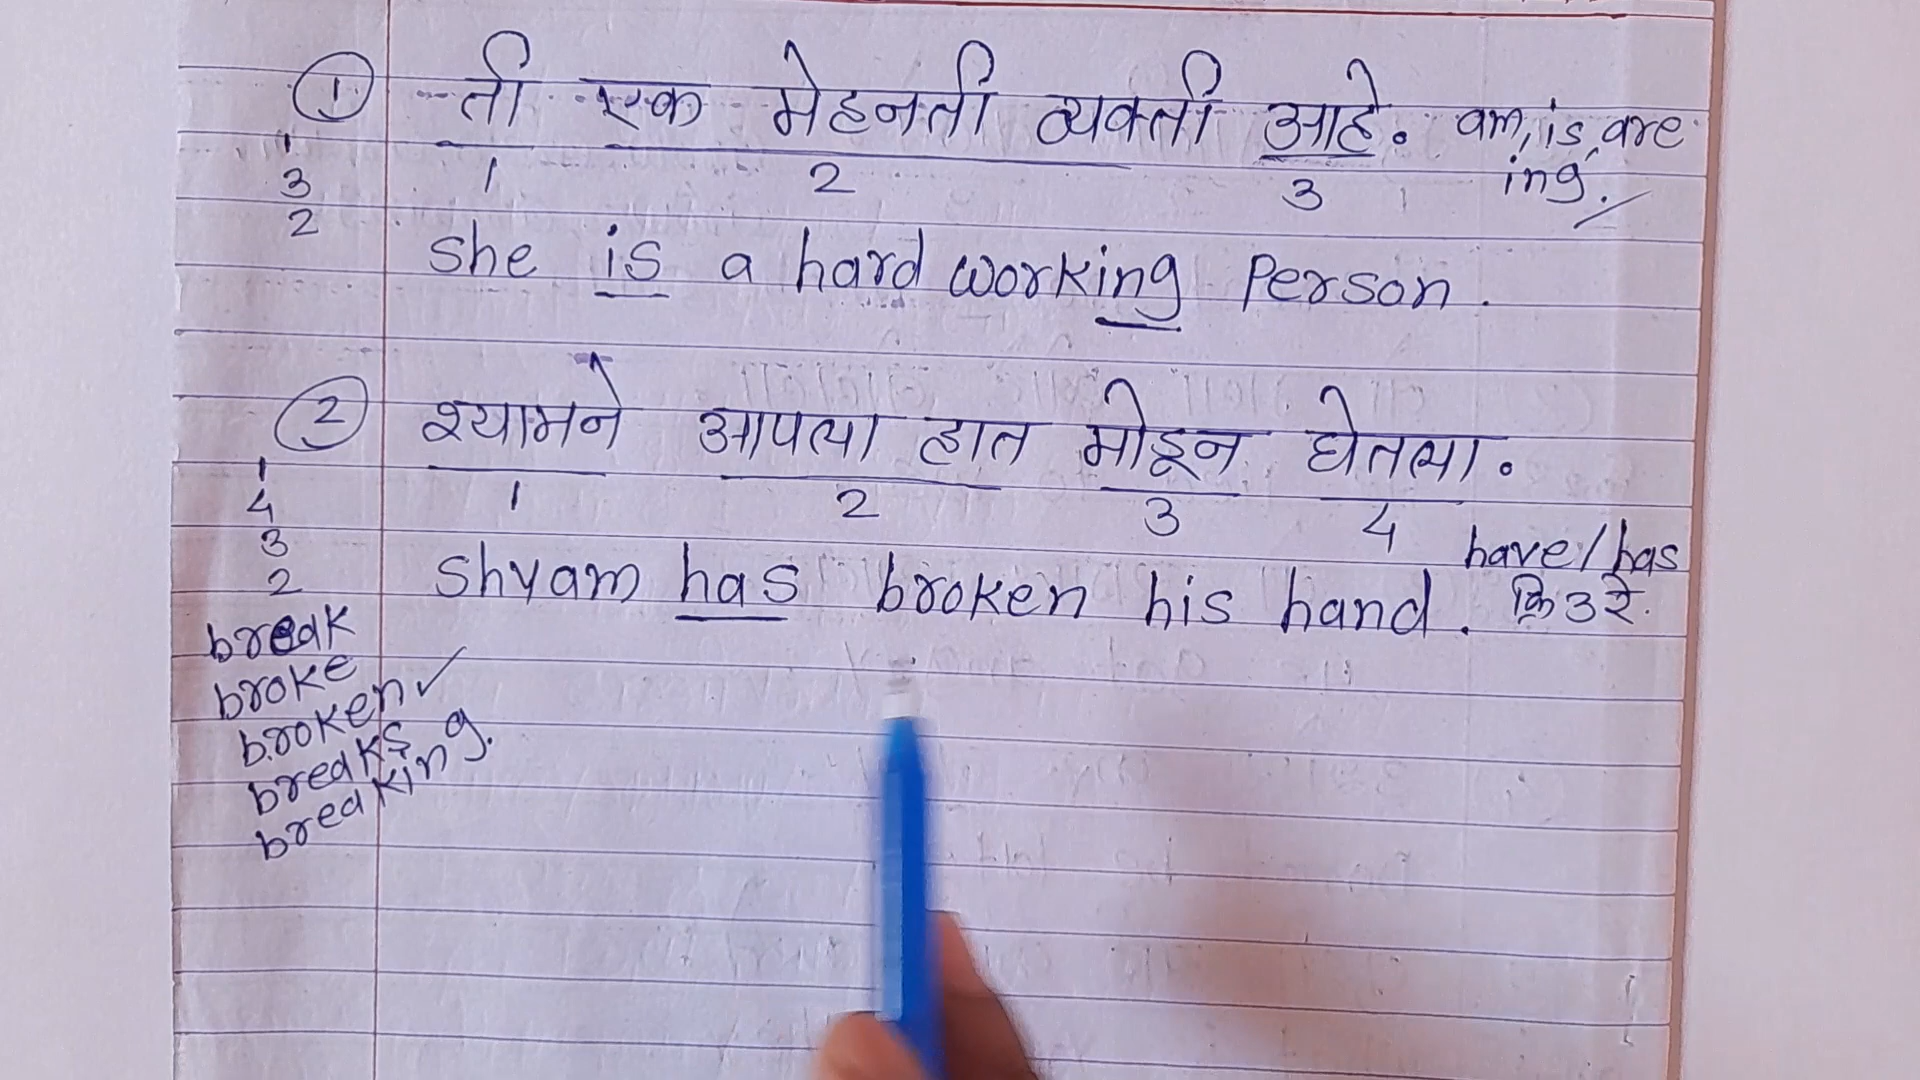 ① ती एक मेहनती व्यक्ती आहे. am, is, are
ing.
1 2 3
1
3
2
she is a hard working Person.
② श्यामने आपला हात मोडून घेतला.
1 2 3 4
1
4
3
2
have/has
क्रि 3 रे.
shyam has broken his hand.
break
broke
broken ✓
breaks
breaking.